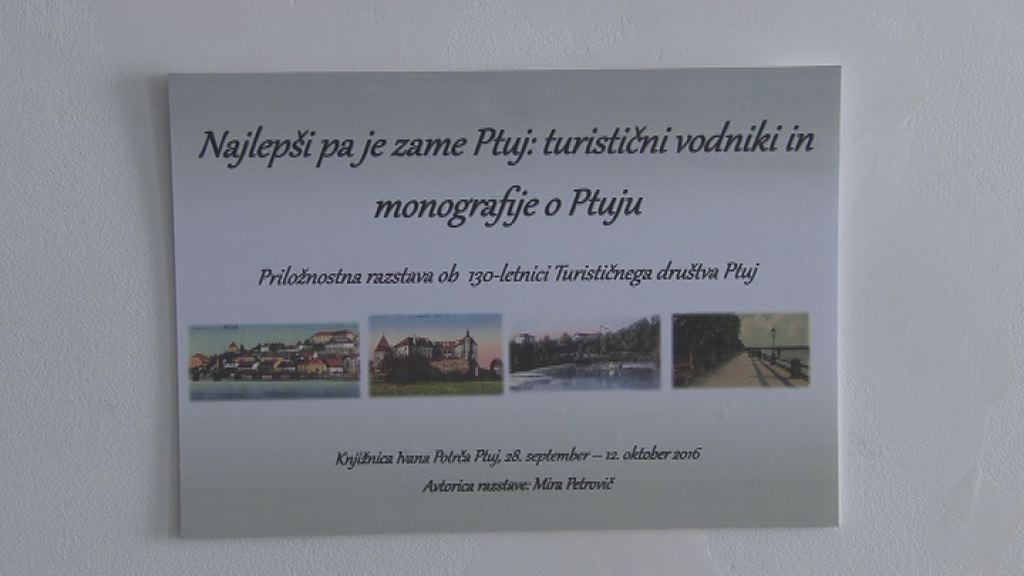 Najlepši pa je zame Ptuj: turistični vodniki in
monografije o Ptuju
Priložnostna razstava ob 130-letnici Turističnega društva Ptuj
Knjižnica Ivana Potrča Ptuj, 28. september – 12. oktober 2016
Avtorica razstave: Mira Petrovič